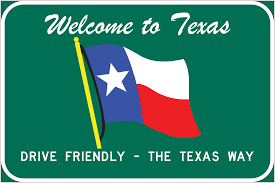 Welcome to Texas
DRIVE FRIENDLY - THE TEXAS WAY